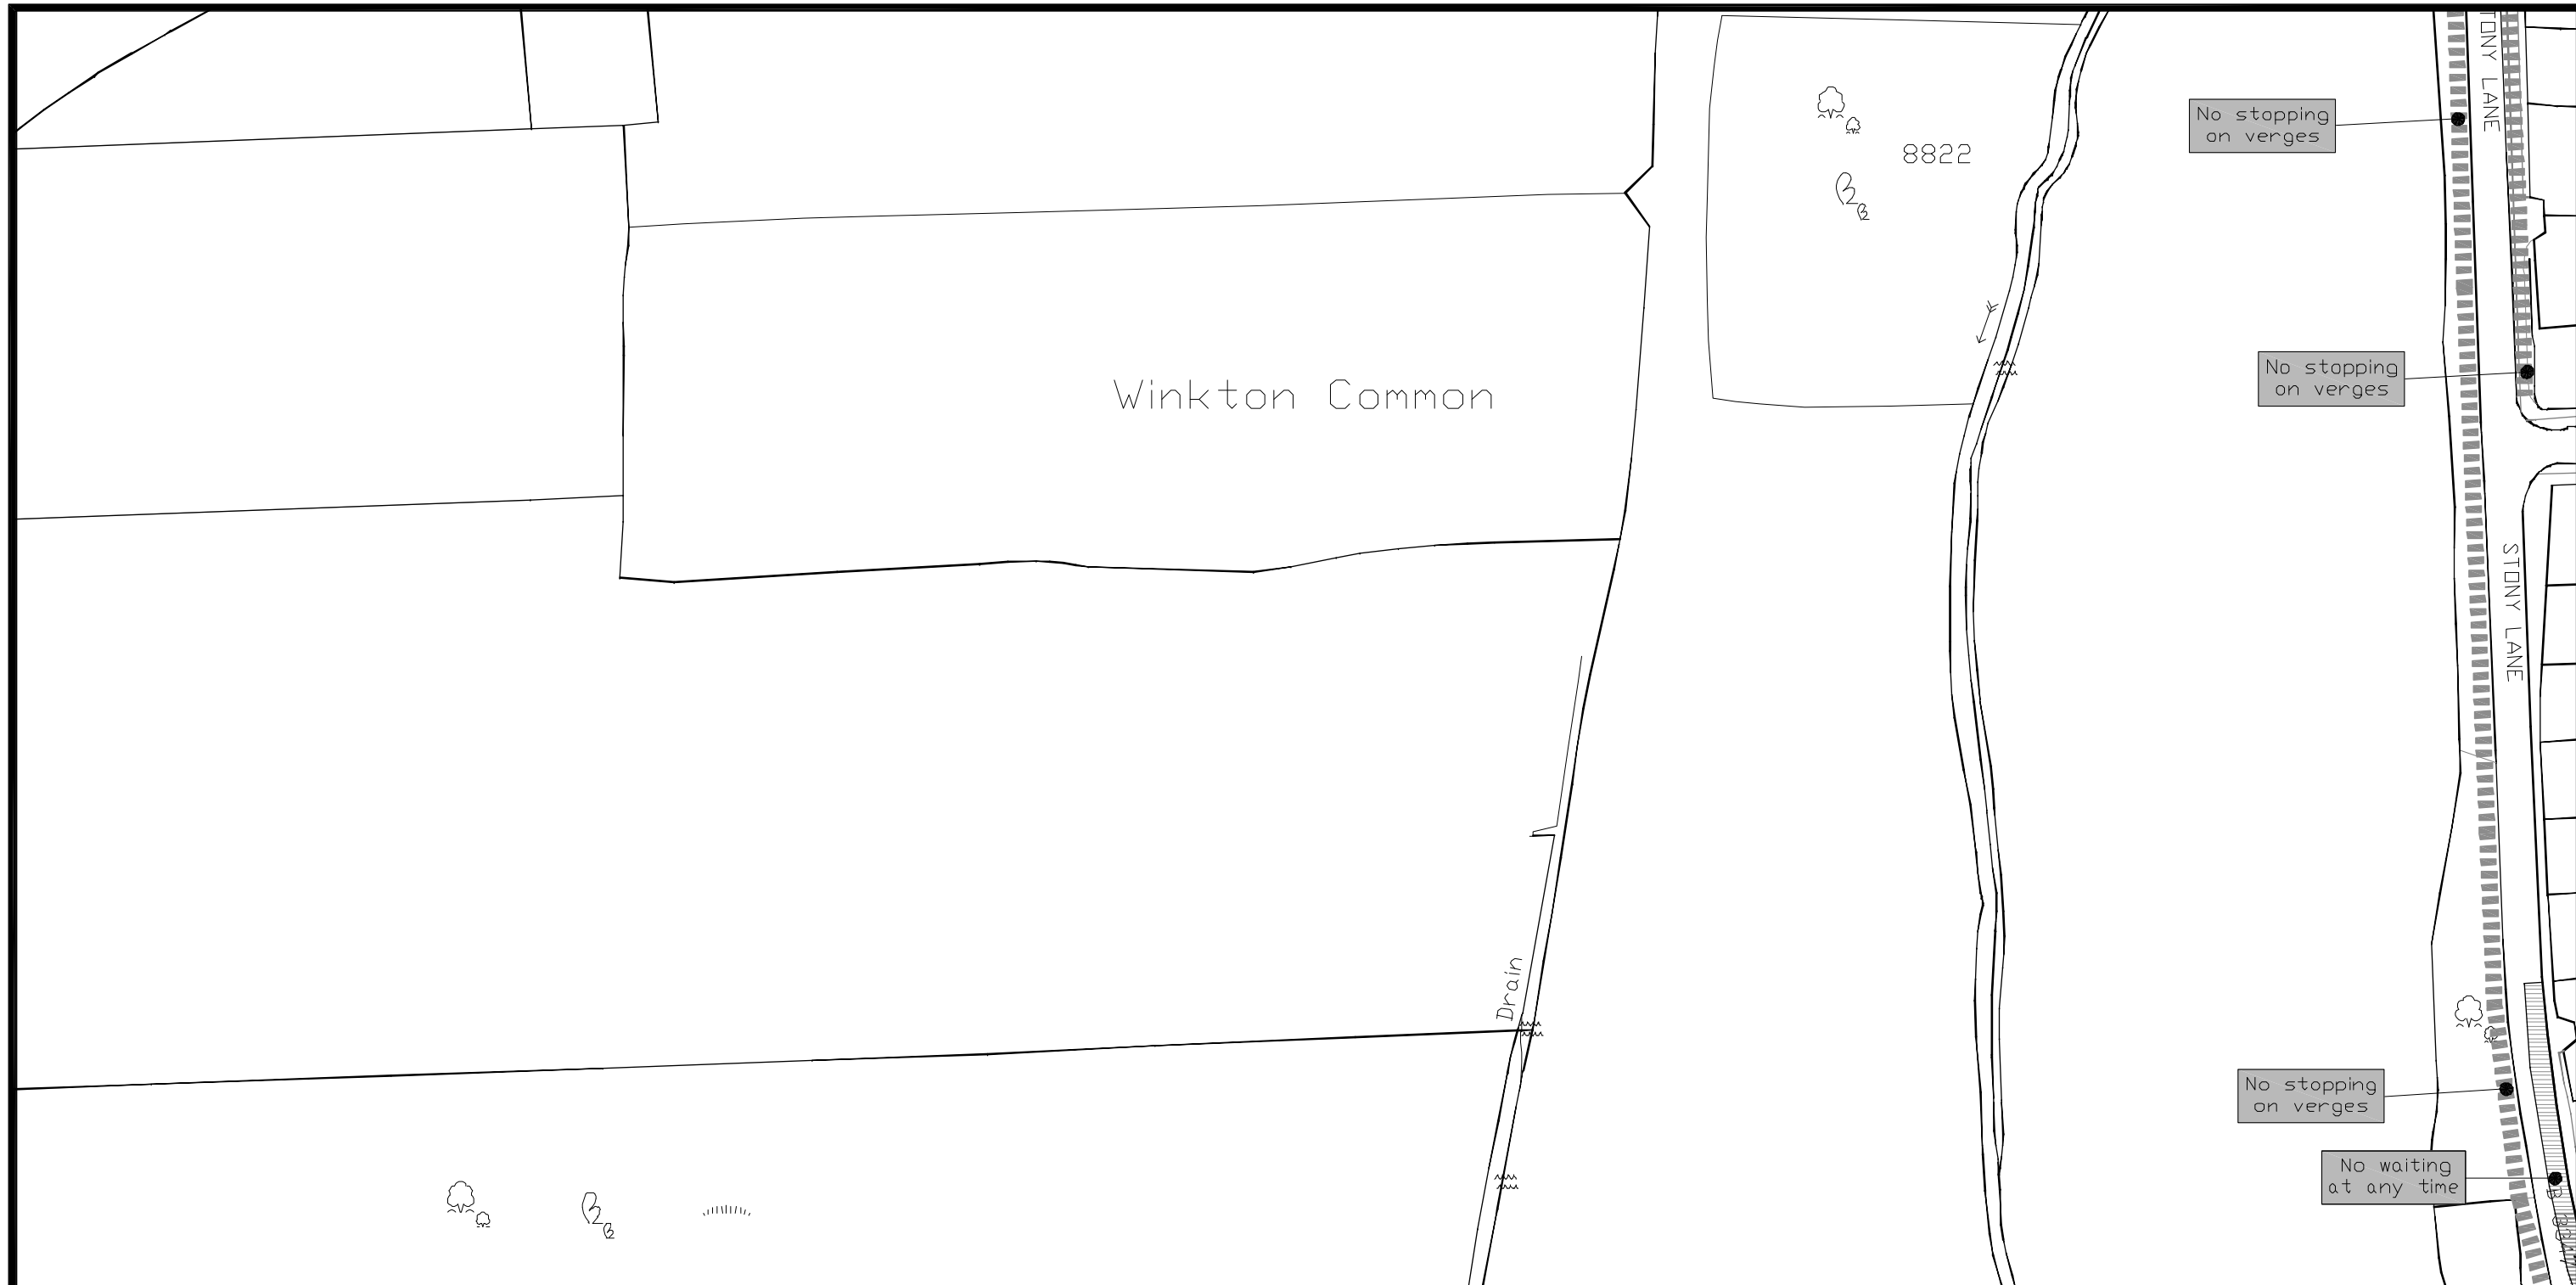 STONY LANE
8822
No stopping
on verges
No stopping
on verges
Winkton Common
STONY LANE
Drain
No stopping
on verges
No waiting
at any time